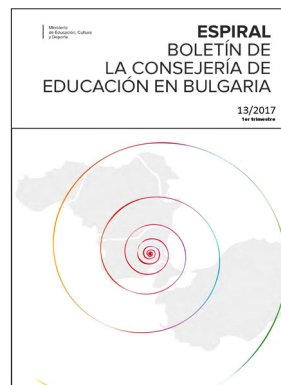 Ministerio
de Educación, Cultura
y Deporte
ESPIRAL
BOLETÍN DE
LA CONSEJERÍA DE
EDUCACIÓN EN BULGARIA
13/2017
1er trimestre